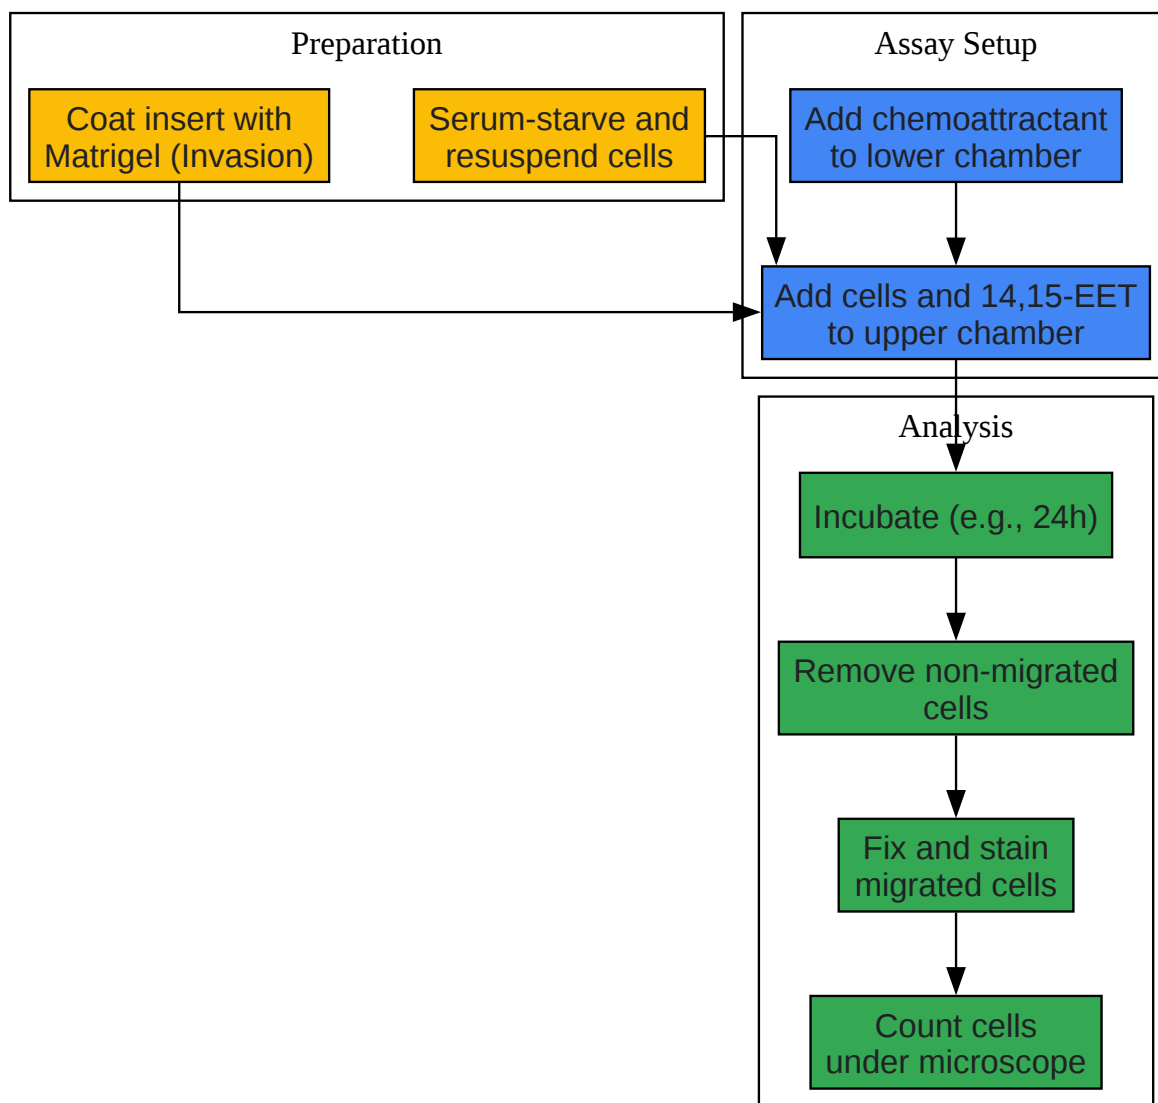 Preparation
Coat insert with
Matrigel (Invasion)
Serum-starve and
resuspend cells
Assay Setup
Add chemoattractant
to lower chamber
Add cells and 14,15-EET
to upper chamber
Analysis
Incubate (e.g., 24h)
Remove non-migrated
cells
Fix and stain
migrated cells
Count cells
under microscope